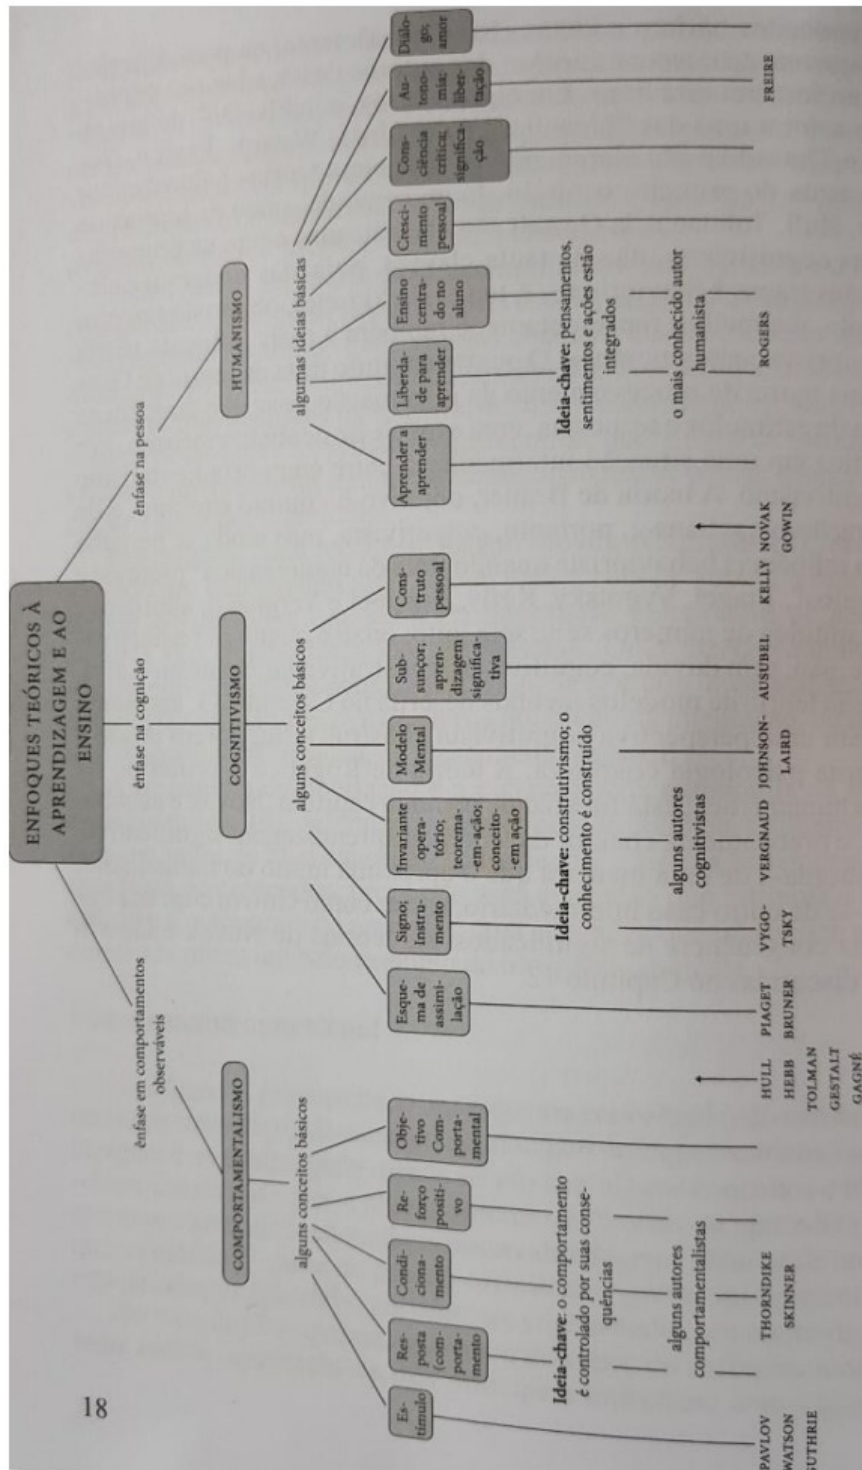 18
ENFOQUES TEÓRICOS À
APRENDIZAGEM E AO
ENSINO
ênfase em comportamentos
observáveis
ênfase na cognição
ênfase na pessoa
COMPORTAMENTALISMO
COGNITIVISMO
HUMANISMO
alguns conceitos básicos
alguns conceitos básicos
algumas ideias básicas
Es-
tímulo
Res-
posta
(com-
porta-
mento
Condi-
ciona-
mento
Re-
forço
positi-
vo
Obje-
tivo
Com-
porta-
mental
Esque-
ma de
assimi-
lação
Signo;
Instru-
mento
Invariante
opera-
tório;
teorema-
-em-ação;
conceito-
-em ação
Modelo
Mental
Sub-
sunçor;
apren-
dizagem
significa-
tiva
Cons-
truto
pessoal
Aprender a
aprender
Liberda-
de para
aprender
Ensino
centra-
do no
aluno
Cresci-
mento
pessoal
Cons-
ciência
crítica;
significa-
ção
Au-
tono-
mia;
liber-
tação
Diálo-
go;
amor
Ideia-chave: o comportamento
é controlado por suas conse-
quências
Ideia-chave: construtivismo; o
conhecimento é construído
Ideia-chave: pensamentos,
sentimentos e ações estão
integrados
alguns autores
comportamentalistas
alguns autores
cognitivistas
o mais conhecido autor
humanista
PAVLOV
WATSON
GUTHRIE
THORNDIKE
SKINNER
HULL
HEBB
TOLMAN
GESTALT
GAGNÉ
PIAGET
BRUNER
VYGO-
TSKY
VERGNAUD
JOHNSON-
LAIRD
AUSUBEL
KELLY
NOVAK
GOWIN
ROGERS
FREIRE